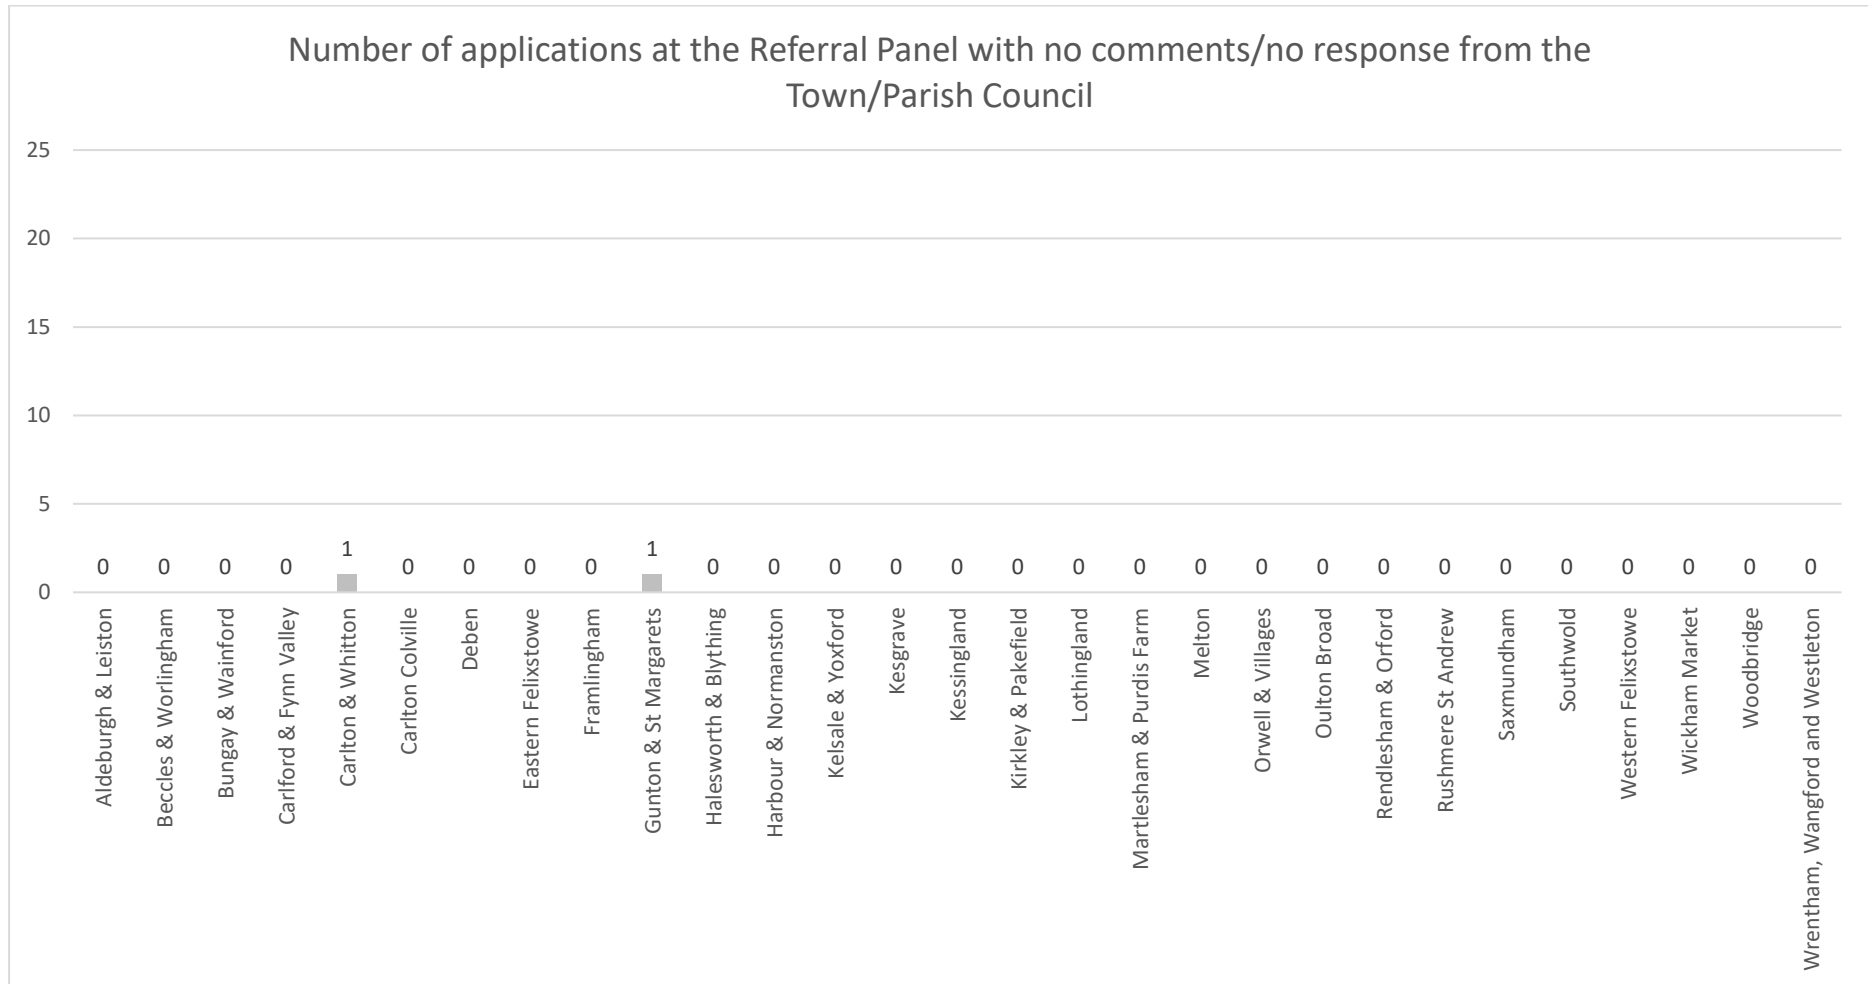 Number of applications at the Referral Panel with no comments/no response from the
Town/Parish Council
25
20
15
10
5
0
0 0 0 0 1 0 0 0 0 1 0 0 0 0 0 0 0 0 0 0 0 0 0 0 0 0 0 0 0
Aldeburgh & Leiston
Beccles & Worlingham
Bungay & Wainford
Carlford & Fynn Valley
Carlton & Whitton
Carlton Colville
Deben
Eastern Felixstowe
Framlingham
Gunton & St Margarets
Halesworth & Blything
Harbour & Normanston
Kelsale & Yoxford
Kesgrave
Kessingland
Kirkley & Pakefield
Lothingland
Martlesham & Purdis Farm
Melton
Orwell & Villages
Oulton Broad
Rendlesham & Orford
Rushmere St Andrew
Saxmundham
Southwold
Western Felixstowe
Wickham Market
Woodbridge
Wrentham, Wangford and Westleton